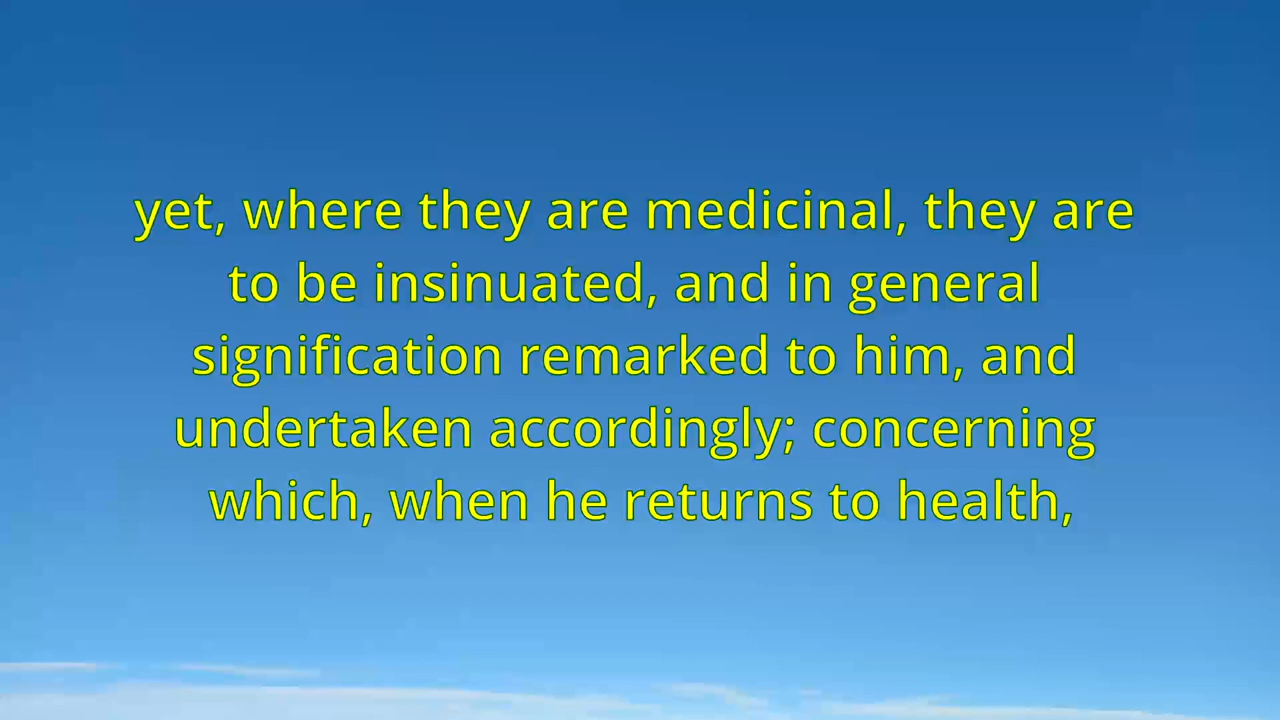 yet, where they are medicinal, they are
to be insinuated, and in general
signification remarked to him, and
undertaken accordingly; concerning
which, when he returns to health,